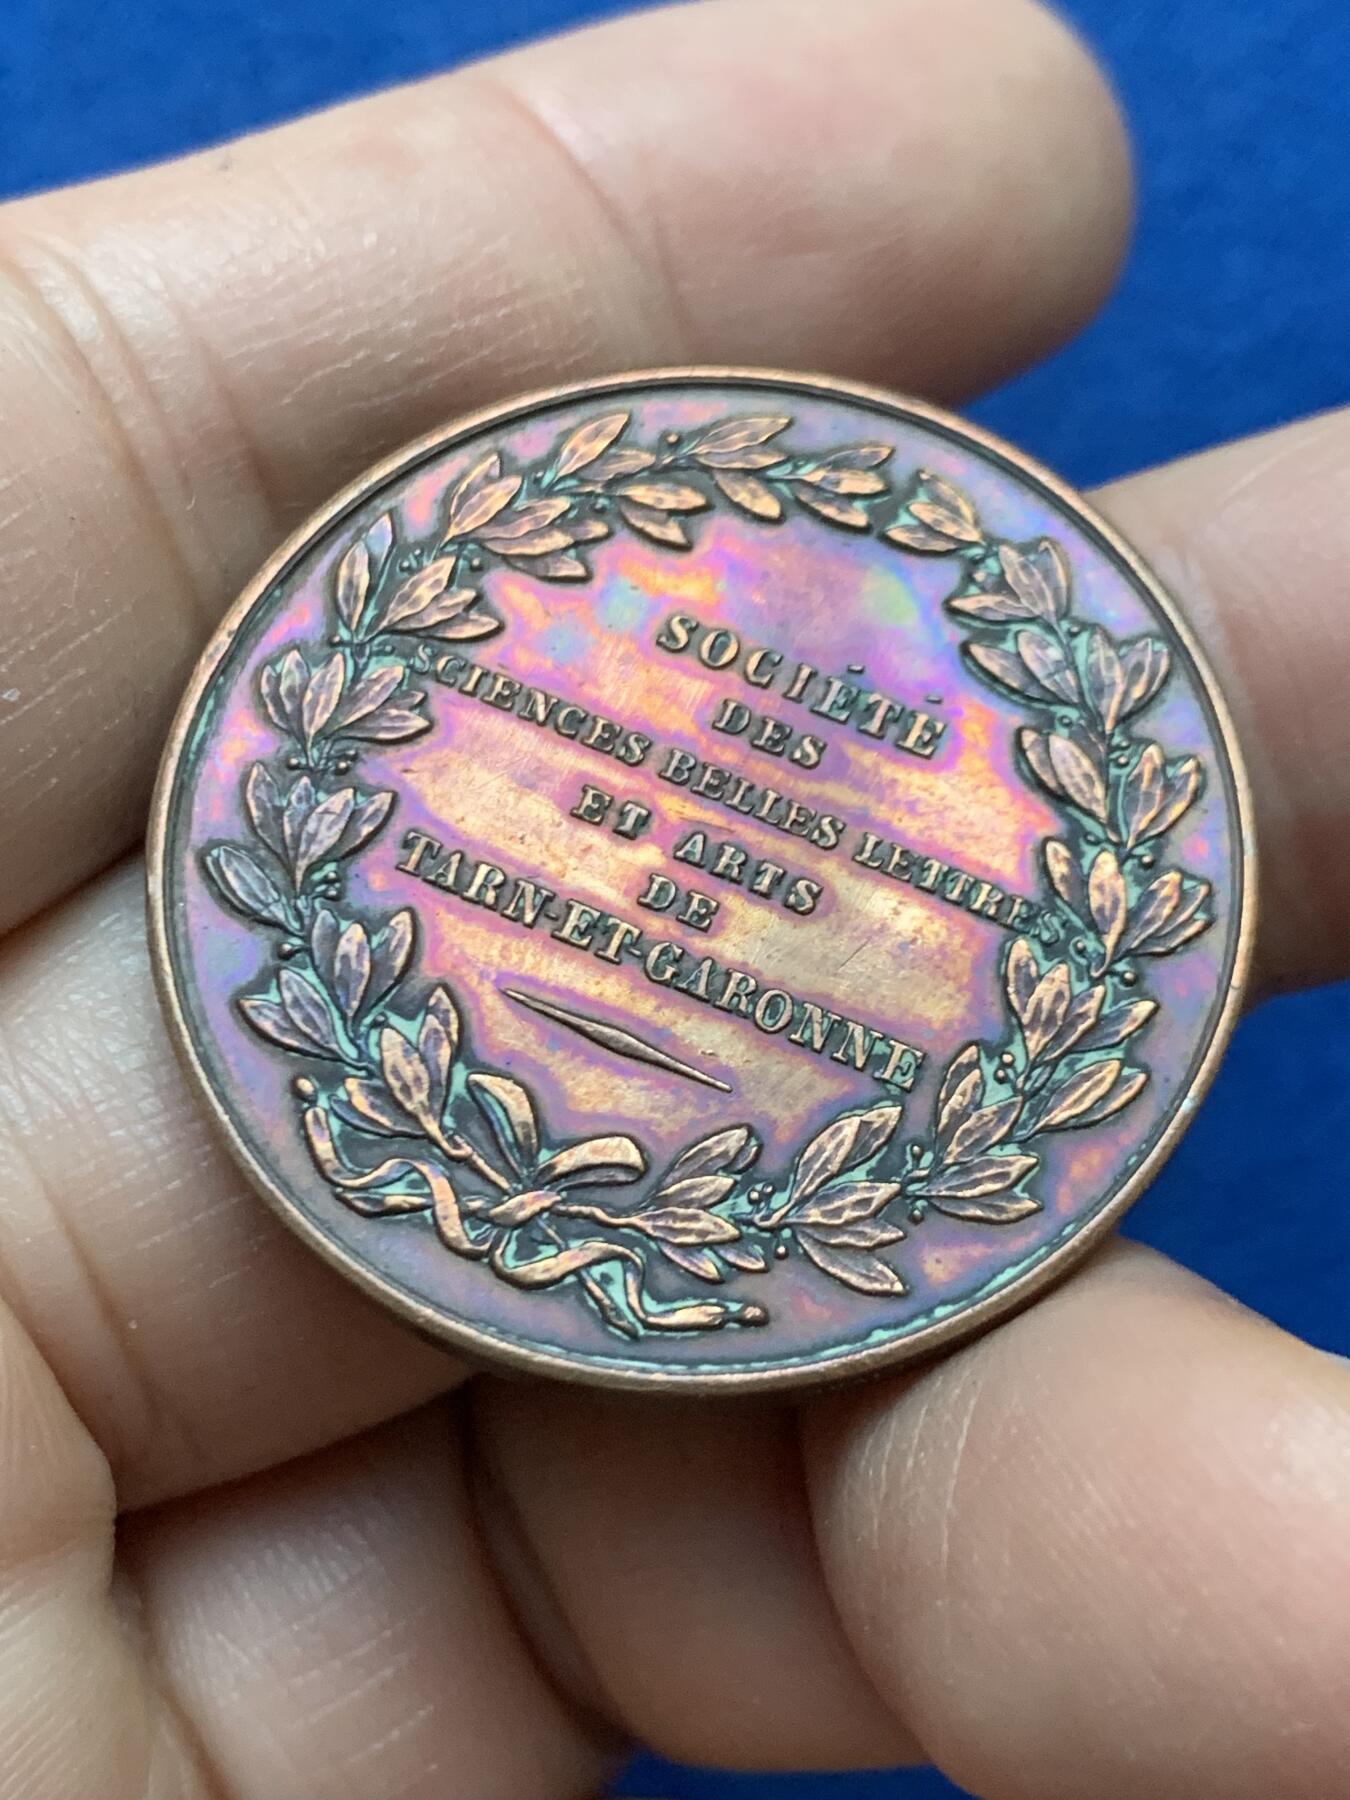 SOCIÉTÉ
DES
SCIENCES BELLES LETTRES
ET ARTS
DE
TARN-ET-GARONNE